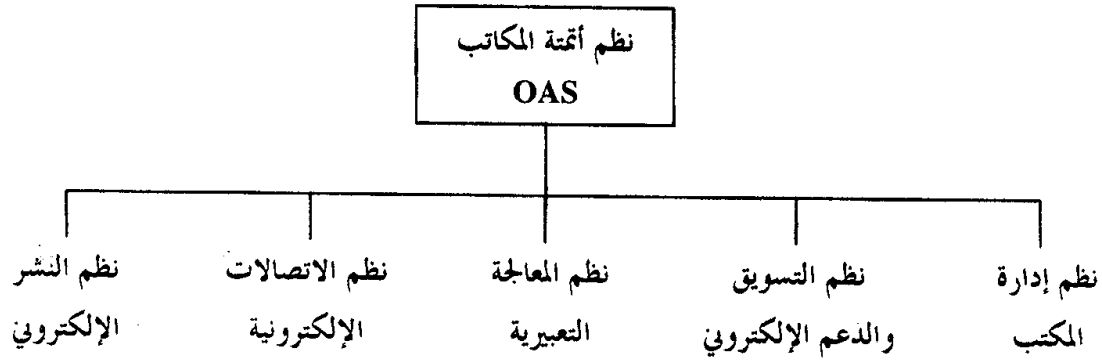 نظم أتمتة المكاتب
OAS
نظم إدارة
المكتب
نظم التسويق
والدعم الإلكتروني
نظم المعالجة
التعبيرية
نظم الاتصالات
الإلكترونية
نظم النشر
الإلكتروني